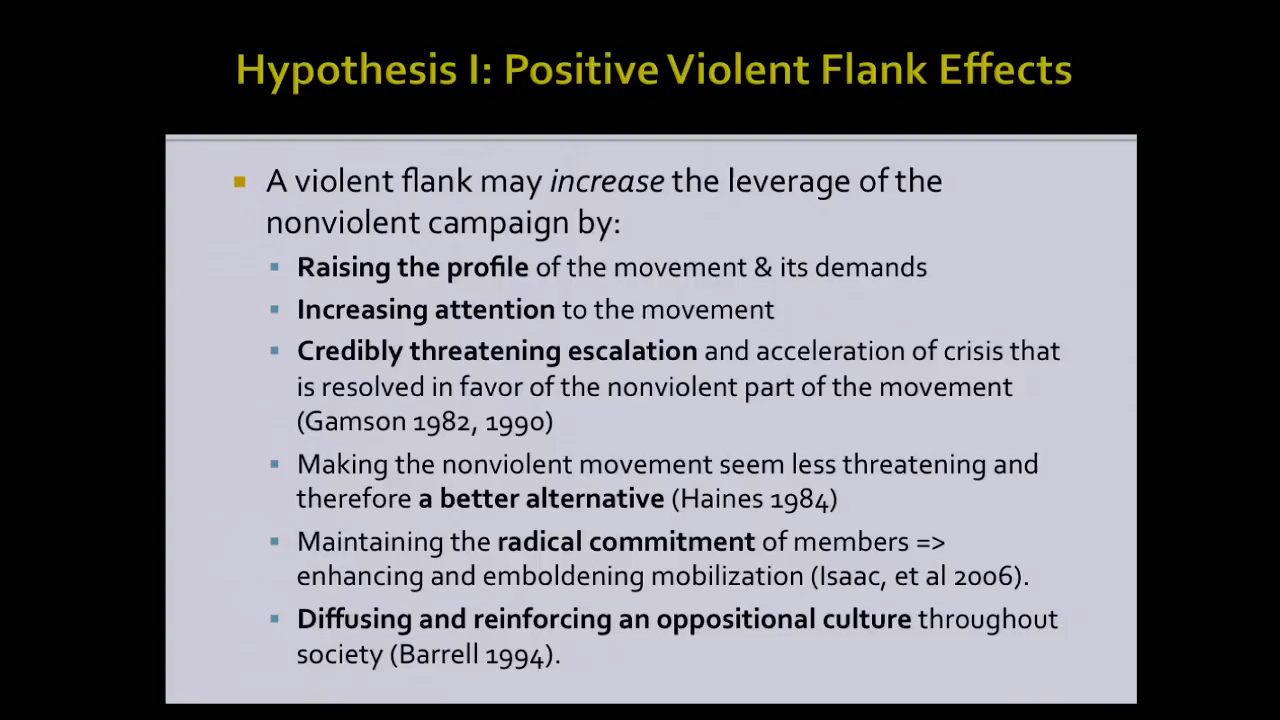 Hypothesis I: Positive Violent Flank Effects
A violent flank may increase the leverage of the
nonviolent campaign by:
Raising the profile of the movement & its demands
Increasing attention to the movement
Credibly threatening escalation and acceleration of crisis that
is resolved in favor of the nonviolent part of the movement
(Gamson 1982, 1990)
Making the nonviolent movement seem less threatening and
therefore a better alternative (Haines 1984)
Maintaining the radical commitment of members =>
enhancing and emboldening mobilization (Isaac, et al 2006).
Diffusing and reinforcing an oppositional culture throughout
society (Barrell 1994).